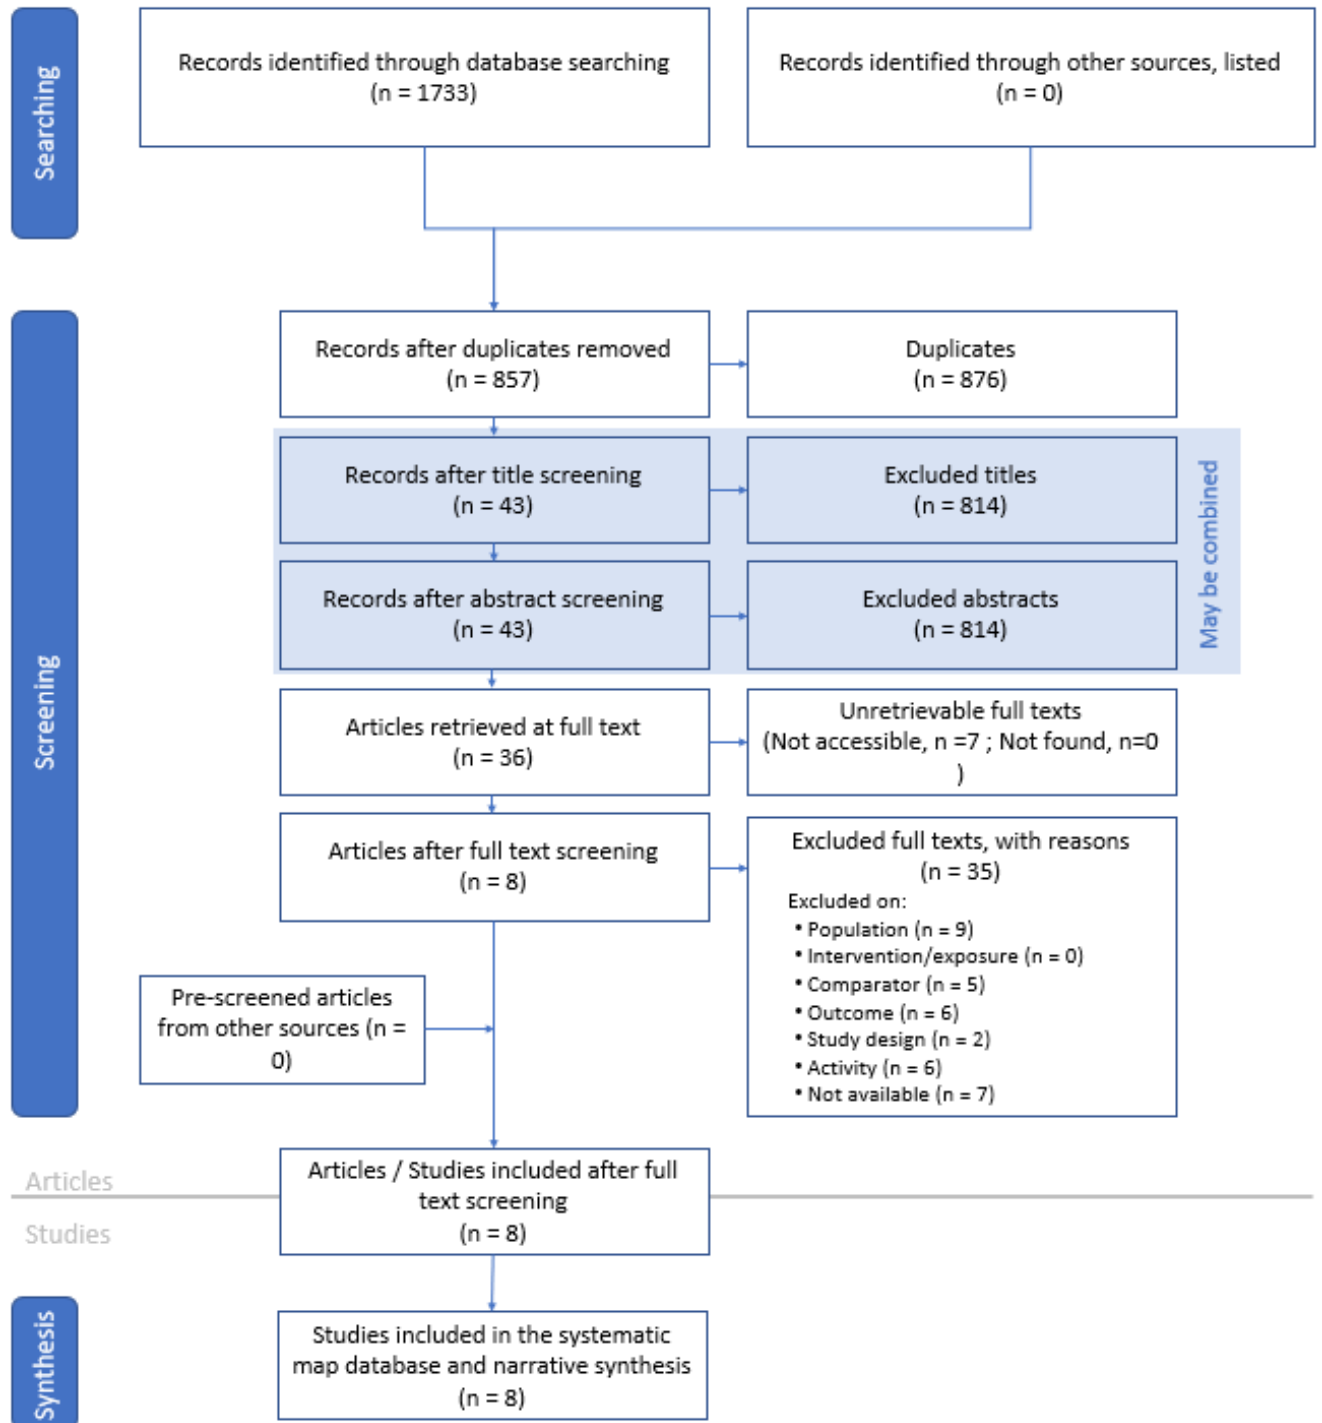 Searching
Records identified through database searching
(n = 1733)
Records identified through other sources, listed
(n = 0)
Screening
Records after duplicates removed
(n = 857)
Duplicates
(n = 876)
Records after title screening
(n = 43)
Excluded titles
(n = 814)
May be combined
Records after abstract screening
(n = 43)
Excluded abstracts
(n = 814)
Articles retrieved at full text
(n = 36)
Unretrievable full texts
(Not accessible, n =7 ; Not found, n=0
)
Articles after full text screening
(n = 8)
Excluded full texts, with reasons
(n = 35)
Excluded on:
• Population (n = 9)
• Intervention/exposure (n = 0)
• Comparator (n = 5)
• Outcome (n = 6)
• Study design (n = 2)
• Activity (n = 6)
• Not available (n = 7)
Pre-screened articles
from other sources (n =
0)
Articles
Studies
Articles / Studies included after full
text screening
(n = 8)
Synthesis
Studies included in the systematic
map database and narrative synthesis
(n = 8)